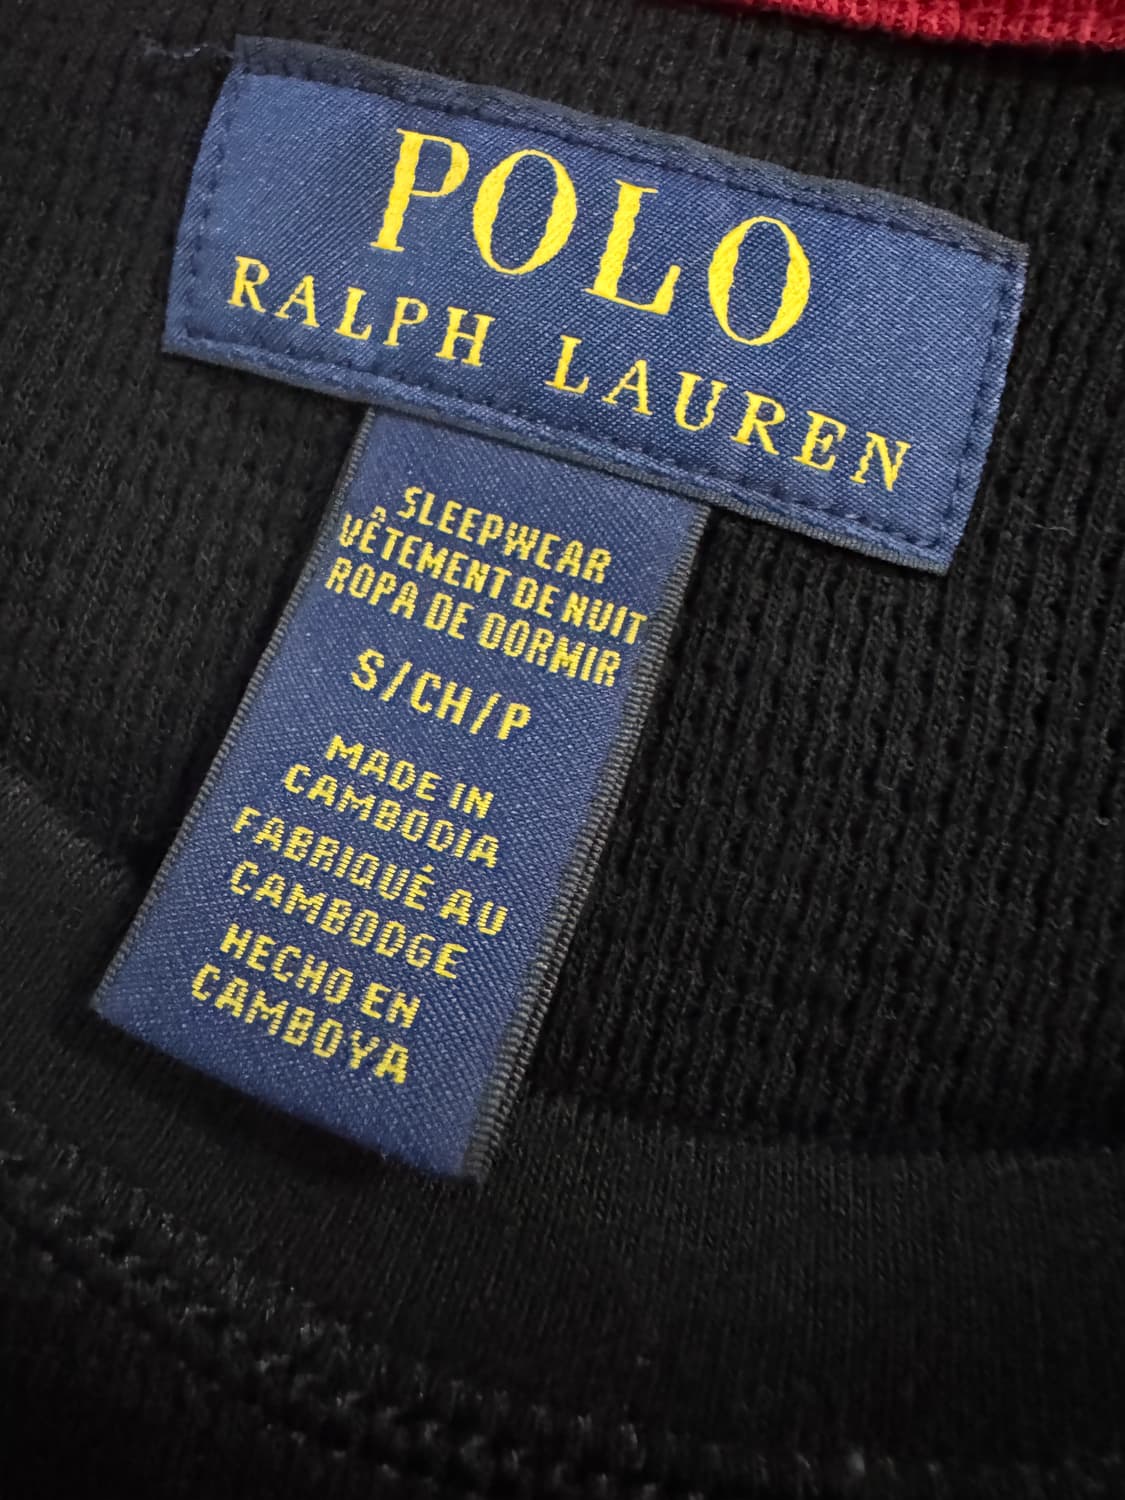 POLO
RALPH LAUREN
SLEEPWEAR
VÊTEMENT DE NUIT
ROPA DE DORMIR
S/CH/P
MADE IN
CAMBODIA
FABRIQUÉ AU
CAMBODGE
HECHO EN
CAMBOYA